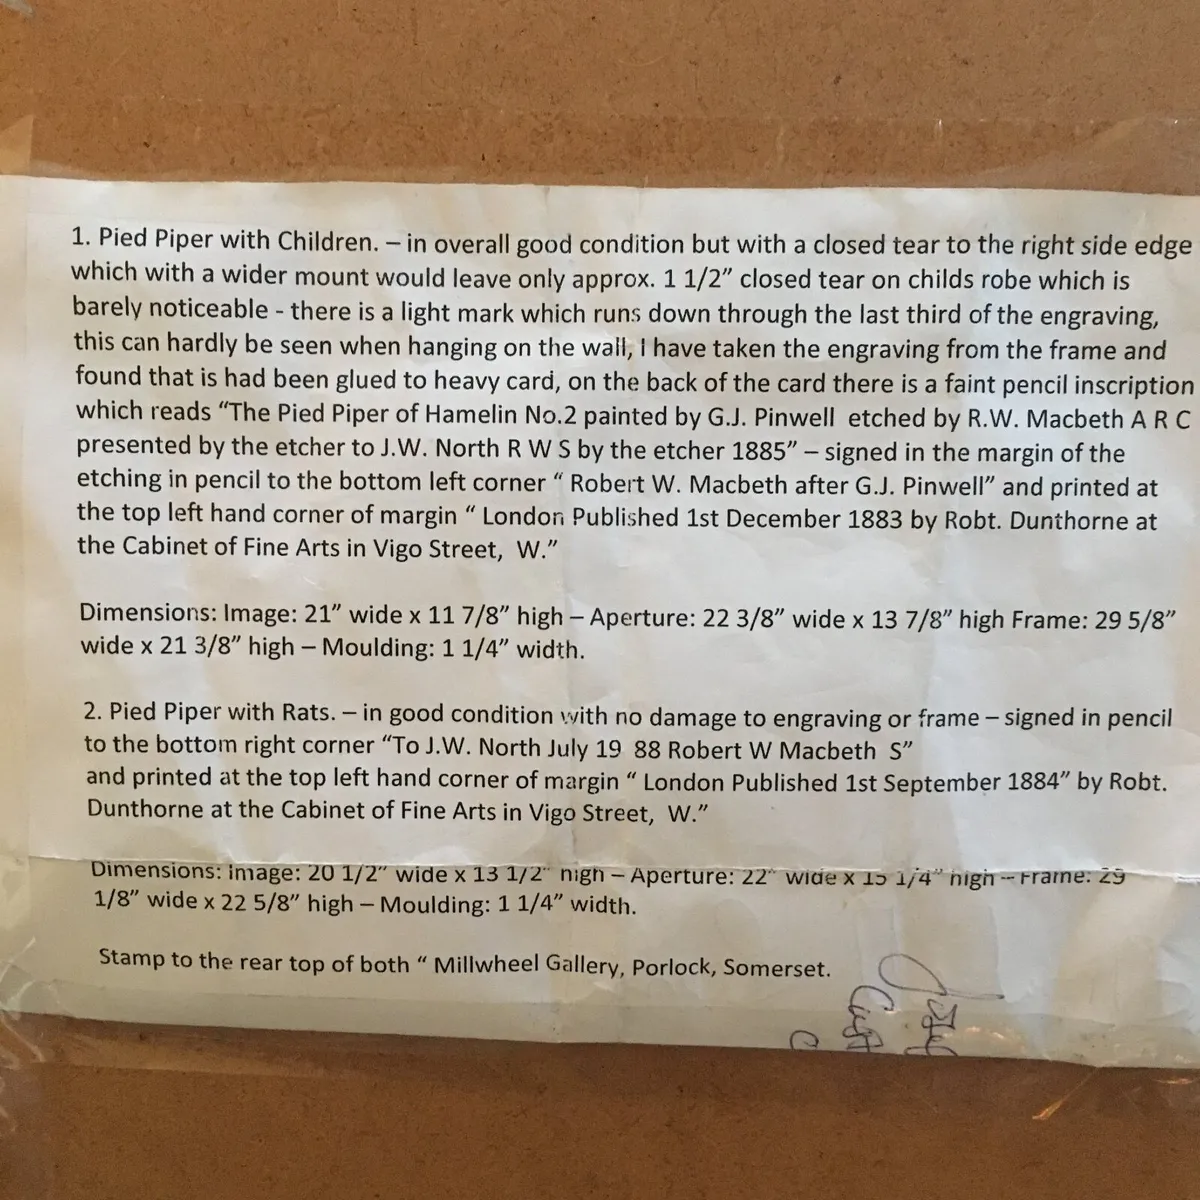 1. Pied Piper with Children. – in overall good condition but with a closed tear to the right side edge
which with a wider mount would leave only approx. 1 1/2” closed tear on childs robe which is
barely noticeable - there is a light mark which runs down through the last third of the engraving,
this can hardly be seen when hanging on the wall, I have taken the engraving from the frame and
found that is had been glued to heavy card, on the back of the card there is a faint pencil inscription
which reads “The Pied Piper of Hamelin No.2 painted by G.J. Pinwell etched by R.W. Macbeth A R C
presented by the etcher to J.W. North R W S by the etcher 1885” – signed in the margin of the
etching in pencil to the bottom left corner “ Robert W. Macbeth after G.J. Pinwell” and printed at
the top left hand corner of margin “ London Published 1st December 1883 by Robt. Dunthorne at
the Cabinet of Fine Arts in Vigo Street, W.”
Dimensions: Image: 21” wide x 11 7/8” high – Aperture: 22 3/8” wide x 13 7/8” high Frame: 29 5/8”
wide x 21 3/8” high – Moulding: 1 1/4” width.
2. Pied Piper with Rats. – in good condition with no damage to engraving or frame – signed in pencil
to the bottom right corner “To J.W. North July 19 88 Robert W Macbeth S”
and printed at the top left hand corner of margin “ London Published 1st September 1884” by Robt.
Dunthorne at the Cabinet of Fine Arts in Vigo Street, W.”
Dimensions: Image: 20 1/2” wide x 13 1/2” high – Aperture: 22” wide x 15 1/4” high – Frame: 29
1/8” wide x 22 5/8” high – Moulding: 1 1/4” width.
Stamp to the rear top of both “ Millwheel Gallery, Porlock, Somerset.